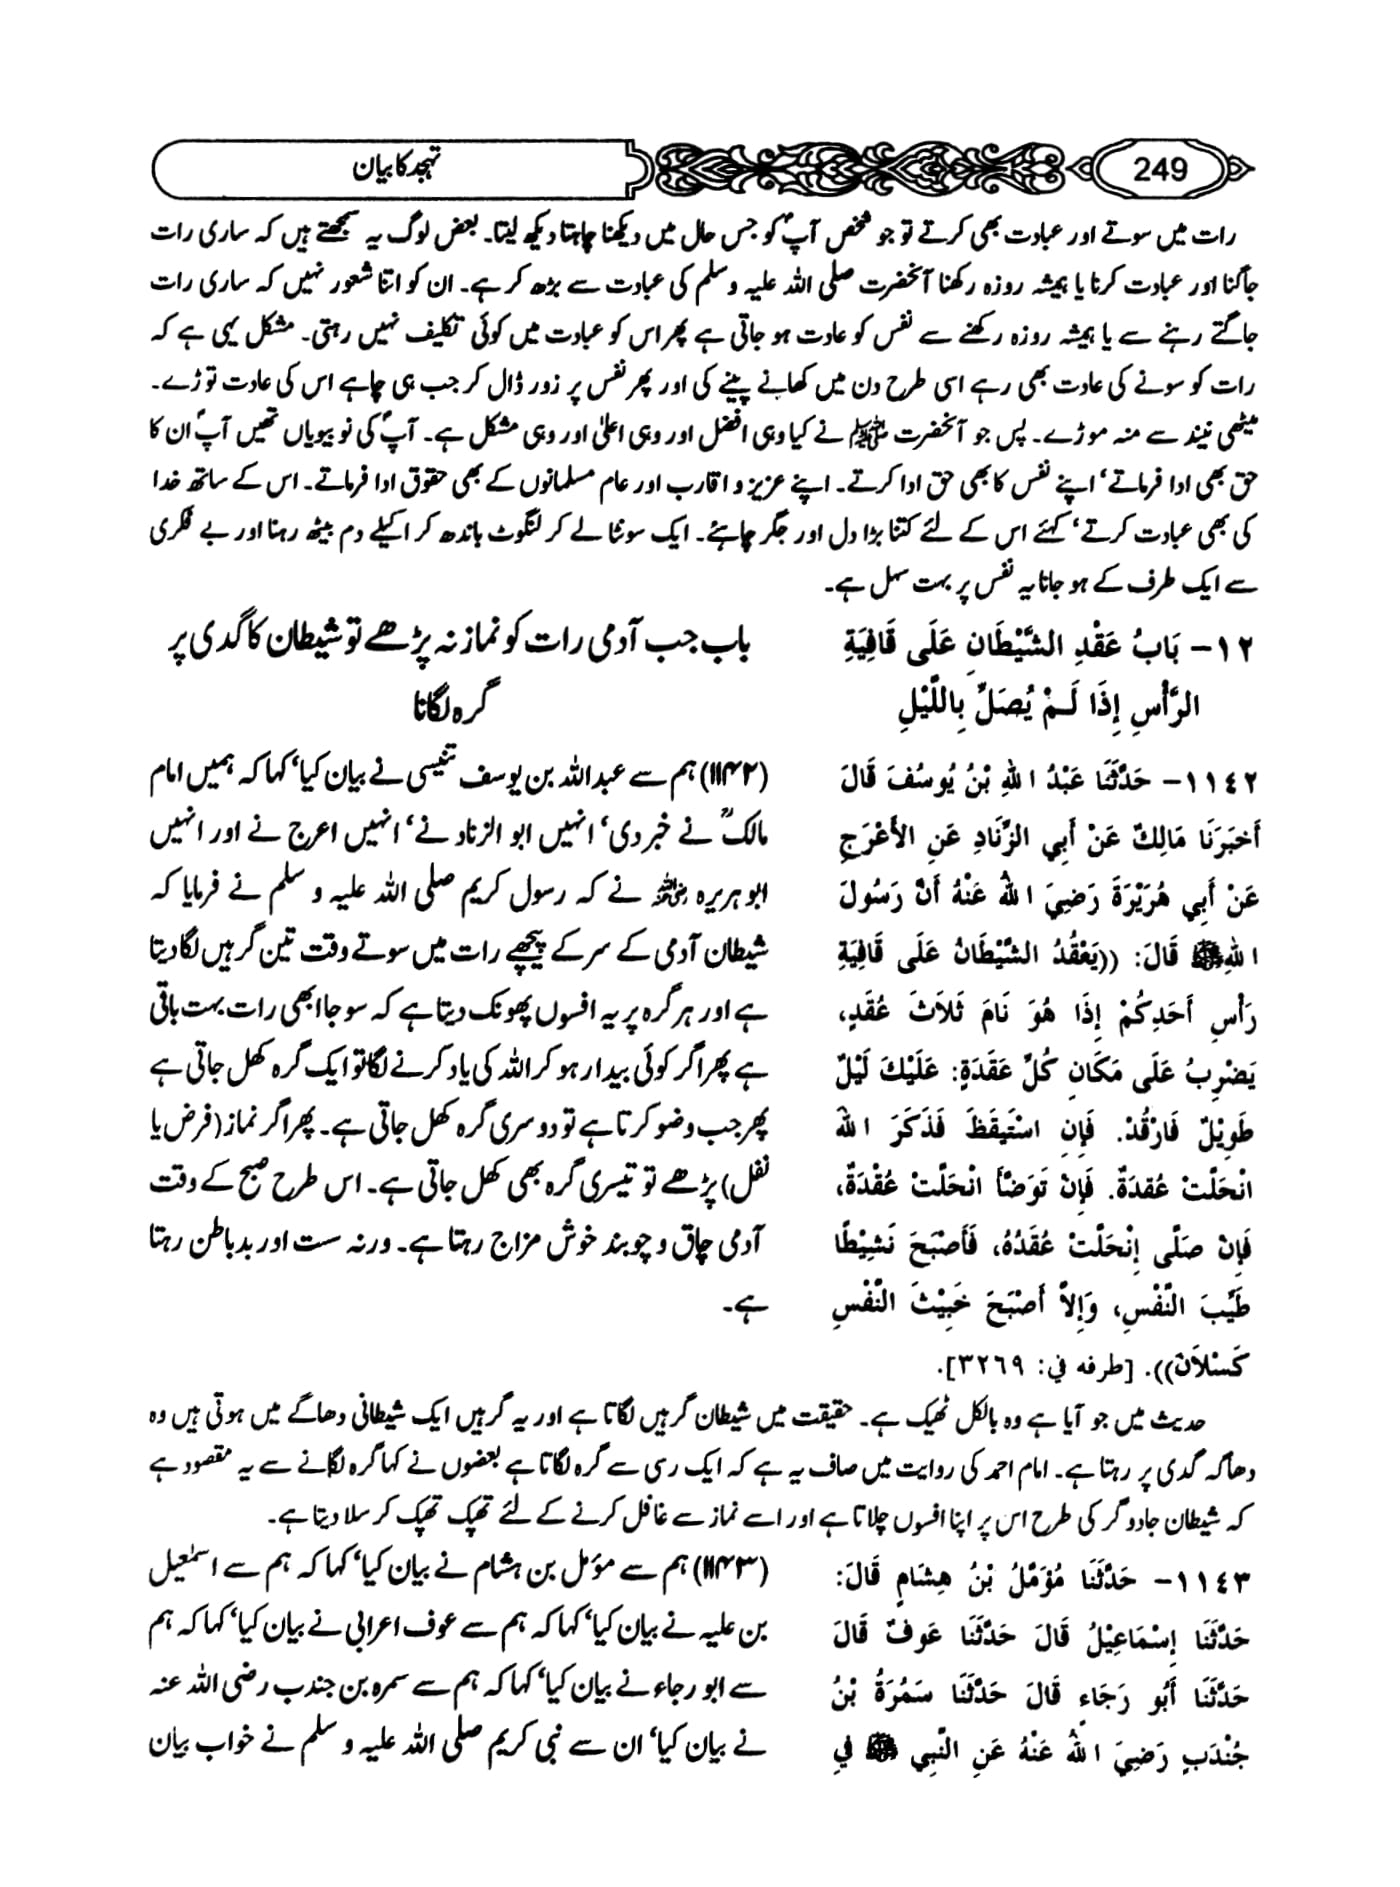 249
تہجد کا بیان
رات میں سوتے اور عبادت بھی کرتے تو جو شخص آپؐ کو جس حال میں دیکھنا چاہتا دیکھ لیتا۔ بعض لوگ یہ سمجھتے ہیں کہ ساری رات
جاگنا اور عبادت کرنا یا ہمیشہ روزہ رکھنا آنحضرت صلی اللہ علیہ و سلم کی عبادت سے بڑھ کر ہے۔ ان کو اتنا شعور نہیں کہ ساری رات
جاگتے رہنے سے یا ہمیشہ روزہ رکھنے سے نفس کو عادت ہو جاتی ہے پھر اس کو عبادت میں کوئی تکلیف نہیں رہتی۔ مشکل یہی ہے کہ
رات کو سونے کی عادت بھی رہے اسی طرح دن میں کھانے پینے کی اور پھر نفس پر زور ڈال کر جب ہی چاہے اس کی عادت توڑے۔
میٹھی نیند سے منہ موڑے۔ پس جو آنحضرت ﷺ نے کیا وہی افضل اور وہی اعلیٰ اور وہی مشکل ہے۔ آپؐ کی نو بیویاں تھیں آپؐ ان کا
حق بھی ادا فرماتے‘ اپنے نفس کا بھی حق ادا کرتے۔ اپنے عزیز و اقارب اور عام مسلمانوں کے بھی حقوق ادا فرماتے۔ اس کے ساتھ خدا
کی بھی عبادت کرتے‘ کہئے اس کے لئے کتنا بڑا دل اور جگر چاہئے۔ ایک سونٹا لے کر لنگوٹ باندھ کر اکیلے دم بیٹھ رہنا اور بے فکری
سے ایک طرف کے ہو جانا یہ نفس پر بہت سہل ہے۔
١٢- بَابُ عَقْدِ الشَّيْطَانِ عَلَى قَافِيَةِ
الرَّأْسِ إِذَا لَمْ يُصَلِّ بِاللَّيْلِ
باب جب آدمی رات کو نماز نہ پڑھے تو شیطان کا گدی پر
گرہ لگانا
١١٤٢- حَدَّثَنَا عَبْدُ اللهِ بْنُ يُوسُفَ قَالَ
أَخبَرَنَا مَالِكٌ عَنْ أَبِي الزِّنَادِ عَنِ الأَعْرَجِ
عَنْ أَبِي هُرَيْرَةَ رَضِيَ اللهُ عَنْهُ أَنَّ رَسُولَ
اللهِ ﷺ قَالَ: ((يَعْقُدُ الشَّيْطَانُ عَلَى قَافِيَةِ
رَأْسِ أَحَدِكُمْ إِذَا هُوَ نَامَ ثَلاَثَ عُقَدٍ،
يَضْرِبُ عَلَى مَكَانِ كُلِّ عَقَدَةٍ: عَلَيْكَ لَيْلٌ
طَوِيْلٌ فَارْقُدْ. فَإِنِ اسْتَيقَظَ فَذَكَرَ اللهَ
انْحَلَّتْ عُقدَةٌ. فَإِنْ تَوَضَّأَ انْحَلَّتْ عُقْدَةٌ،
فَإِنْ صَلَّى إِنْحَلَّتْ عُقَدُهُ، فَأَصْبَحَ نَشِيْطًا
طَيِّبَ النَّفْسِ، وَإِلاَّ أَصْبَحَ خَبِيْثَ النَّفْسِ
كَسْلاَنَ)). [طرفه في: ٣٢٦٩].
(۱۱۴۲) ہم سے عبداللہ بن یوسف تنیسی نے بیان کیا‘ کہا کہ ہمیں امام
مالکؒ نے خبر دی‘ انہیں ابو الزناد نے‘ انہیں اعرج نے اور انہیں
ابو ہریرہ رضی اللہ عنہ نے کہ رسول کریم صلی اللہ علیہ و سلم نے فرمایا کہ
شیطان آدمی کے سر کے پیچھے رات میں سوتے وقت تین گرہیں لگا دیتا
ہے اور ہر گرہ پر یہ افسوں پھونک دیتا ہے کہ سو جا ابھی رات بہت باقی
ہے پھر اگر کوئی بیدار ہو کر اللہ کی یاد کرنے لگا تو ایک گرہ کھل جاتی ہے
پھر جب وضو کرتا ہے تو دوسری گرہ کھل جاتی ہے۔ پھر اگر نماز (فرض یا
نفل) پڑھے تو تیسری گرہ بھی کھل جاتی ہے۔ اس طرح صبح کے وقت
آدمی چاق و چوبند خوش مزاج رہتا ہے۔ ورنہ ست اور بد باطن رہتا
ہے۔
حدیث میں جو آیا ہے وہ بالکل ٹھیک ہے۔ حقیقت میں شیطان گرہیں لگاتا ہے اور یہ گرہیں ایک شیطانی دھاگے میں ہوتی ہیں وہ
دھاگہ گدی پر رہتا ہے۔ امام احمد کی روایت میں صاف یہ ہے کہ ایک رسی سے گرہ لگاتا ہے بعضوں نے کہا گرہ لگانے سے یہ مقصود ہے
کہ شیطان جادوگر کی طرح اس پر اپنا افسوں چلاتا ہے اور اسے نماز سے غافل کرنے کے لئے تھپک تھپک کر سلا دیتا ہے۔
١١٤٣- حَدَّثَنَا مُؤَمَّلُ بْنُ هِشَامٍ قَالَ:
حَدَّثَنَا إِسْمَاعِيْلُ قَالَ حَدَّثَنَا عَوفٌ قَالَ
حَدَّثَنَا أَبُو رَجَاءٍ قَالَ حَدَّثَنَا سَمُرَةُ بْنُ
جُنْدَبٍ رَضِيَ اللهُ عَنْهُ عَنِ النَّبِي ﷺ فِي
(۱۱۴۳) ہم سے مؤمل بن ہشام نے بیان کیا‘ کہا کہ ہم سے اسمٰعیل
بن علیہ نے بیان کیا‘ کہا کہ ہم سے عوف اعرابی نے بیان کیا‘ کہا کہ ہم
سے ابو رجاء نے بیان کیا‘ کہا کہ ہم سے سمرہ بن جندب رضی اللہ عنہ
نے بیان کیا‘ ان سے نبی کریم صلی اللہ علیہ و سلم نے خواب بیان